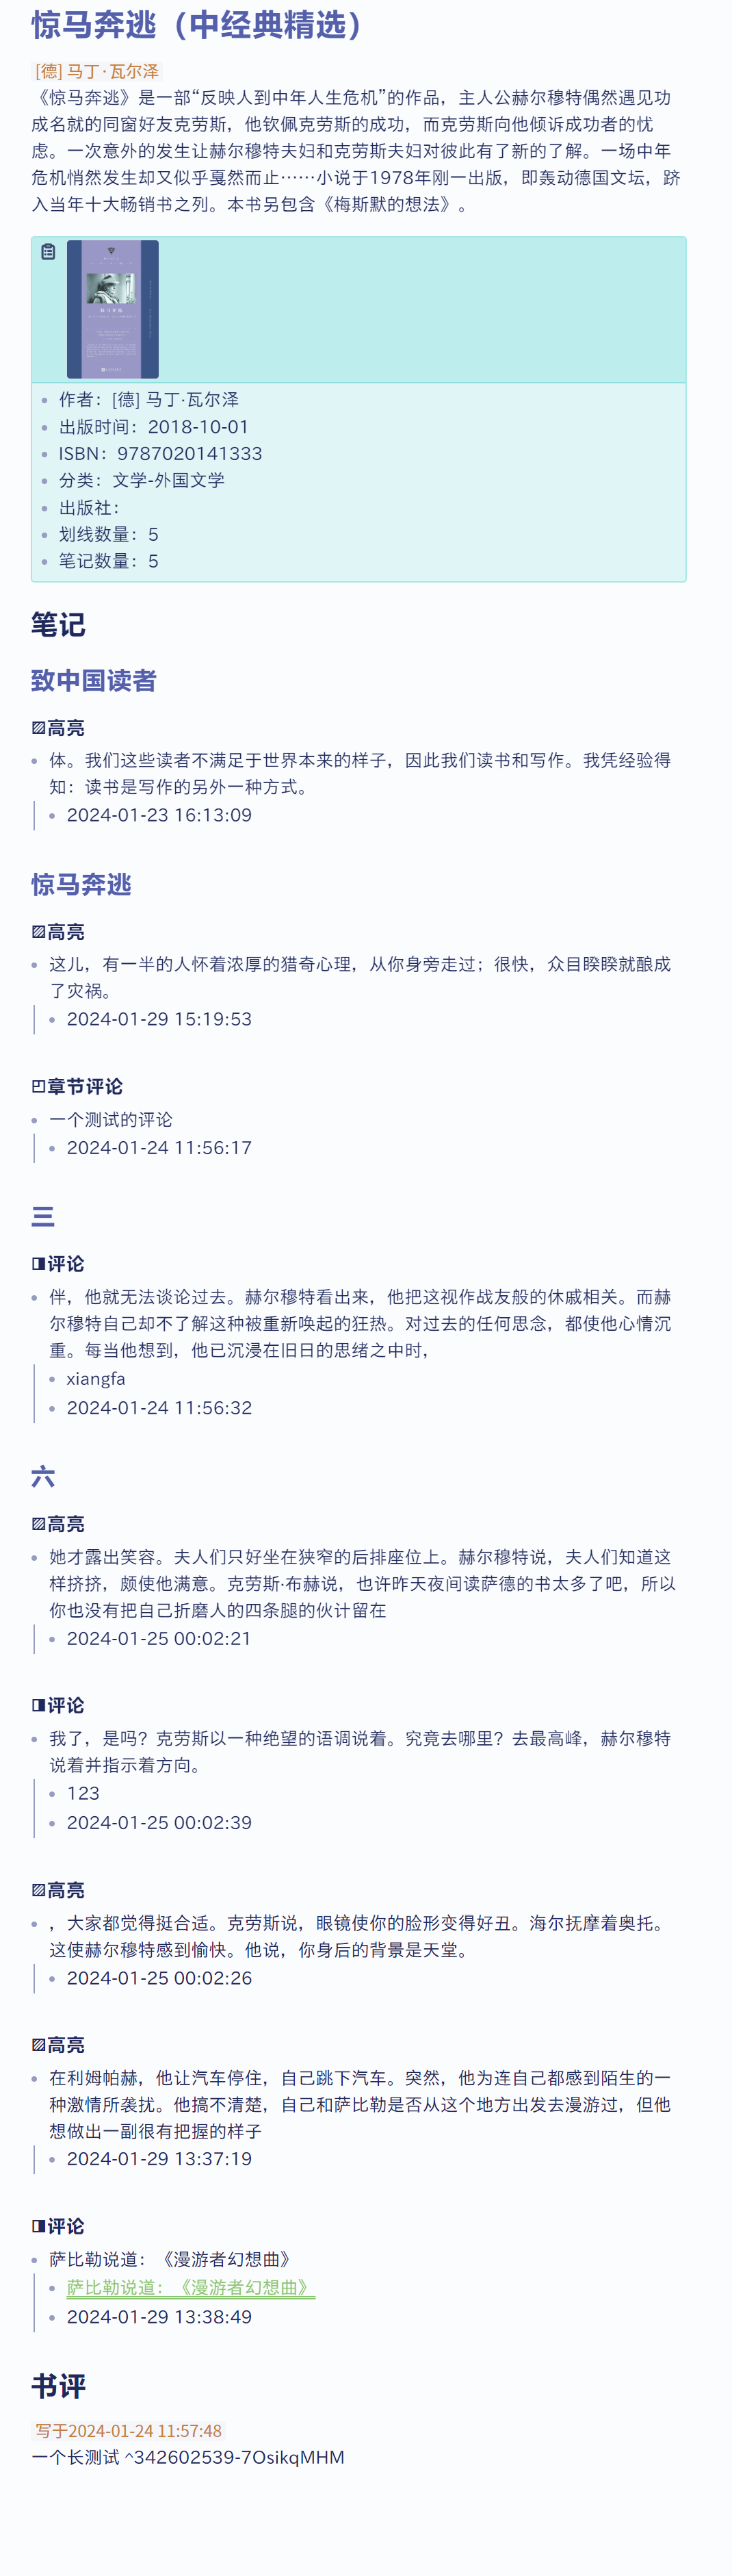 惊马奔逃（中经典精选）
[德] 马丁·瓦尔泽
《惊马奔逃》是一部“反映人到中年人生危机”的作品，主人公赫尔穆特偶然遇见功
成名就的同窗好友克劳斯，他钦佩克劳斯的成功，而克劳斯向他倾诉成功者的忧
虑。一次意外的发生让赫尔穆特夫妇和克劳斯夫妇对彼此有了新的了解。一场中年
危机悄然发生却又似乎戛然而止……小说于1978年刚一出版，即轰动德国文坛，跻
入当年十大畅销书之列。本书另包含《梅斯默的想法》。
惊马奔逃
作者：[德] 马丁·瓦尔泽
出版时间：2018-10-01
ISBN：9787020141333
分类：文学-外国文学
出版社：
划线数量：5
笔记数量：5
笔记
致中国读者
▨高亮
体。我们这些读者不满足于世界本来的样子，因此我们读书和写作。我凭经验得
知：读书是写作的另外一种方式。
2024-01-23 16:13:09
惊马奔逃
▨高亮
这儿，有一半的人怀着浓厚的猎奇心理，从你身旁走过；很快，众目睽睽就酿成
了灾祸。
2024-01-29 15:19:53
◰章节评论
一个测试的评论
2024-01-24 11:56:17
三
◨评论
伴，他就无法谈论过去。赫尔穆特看出来，他把这视作战友般的休戚相关。而赫
尔穆特自己却不了解这种被重新唤起的狂热。对过去的任何思念，都使他心情沉
重。每当他想到，他已沉浸在旧日的思绪之中时，
xiangfa
2024-01-24 11:56:32
六
▨高亮
她才露出笑容。夫人们只好坐在狭窄的后排座位上。赫尔穆特说，夫人们知道这
样挤挤，颇使他满意。克劳斯·布赫说，也许昨天夜间读萨德的书太多了吧，所以
你也没有把自己折磨人的四条腿的伙计留在
2024-01-25 00:02:21
◨评论
我了，是吗？克劳斯以一种绝望的语调说着。究竟去哪里？去最高峰，赫尔穆特
说着并指示着方向。
123
2024-01-25 00:02:39
▨高亮
，大家都觉得挺合适。克劳斯说，眼镜使你的脸形变得好丑。海尔抚摩着奥托。
这使赫尔穆特感到愉快。他说，你身后的背景是天堂。
2024-01-25 00:02:26
▨高亮
在利姆帕赫，他让汽车停住，自己跳下汽车。突然，他为连自己都感到陌生的一
种激情所袭扰。他搞不清楚，自己和萨比勒是否从这个地方出发去漫游过，但他
想做出一副很有把握的样子
2024-01-29 13:37:19
◨评论
萨比勒说道：《漫游者幻想曲》
萨比勒说道：《漫游者幻想曲》
2024-01-29 13:38:49
书评
写于2024-01-24 11:57:48
一个长测试 ^342602539-7OsikqMHM